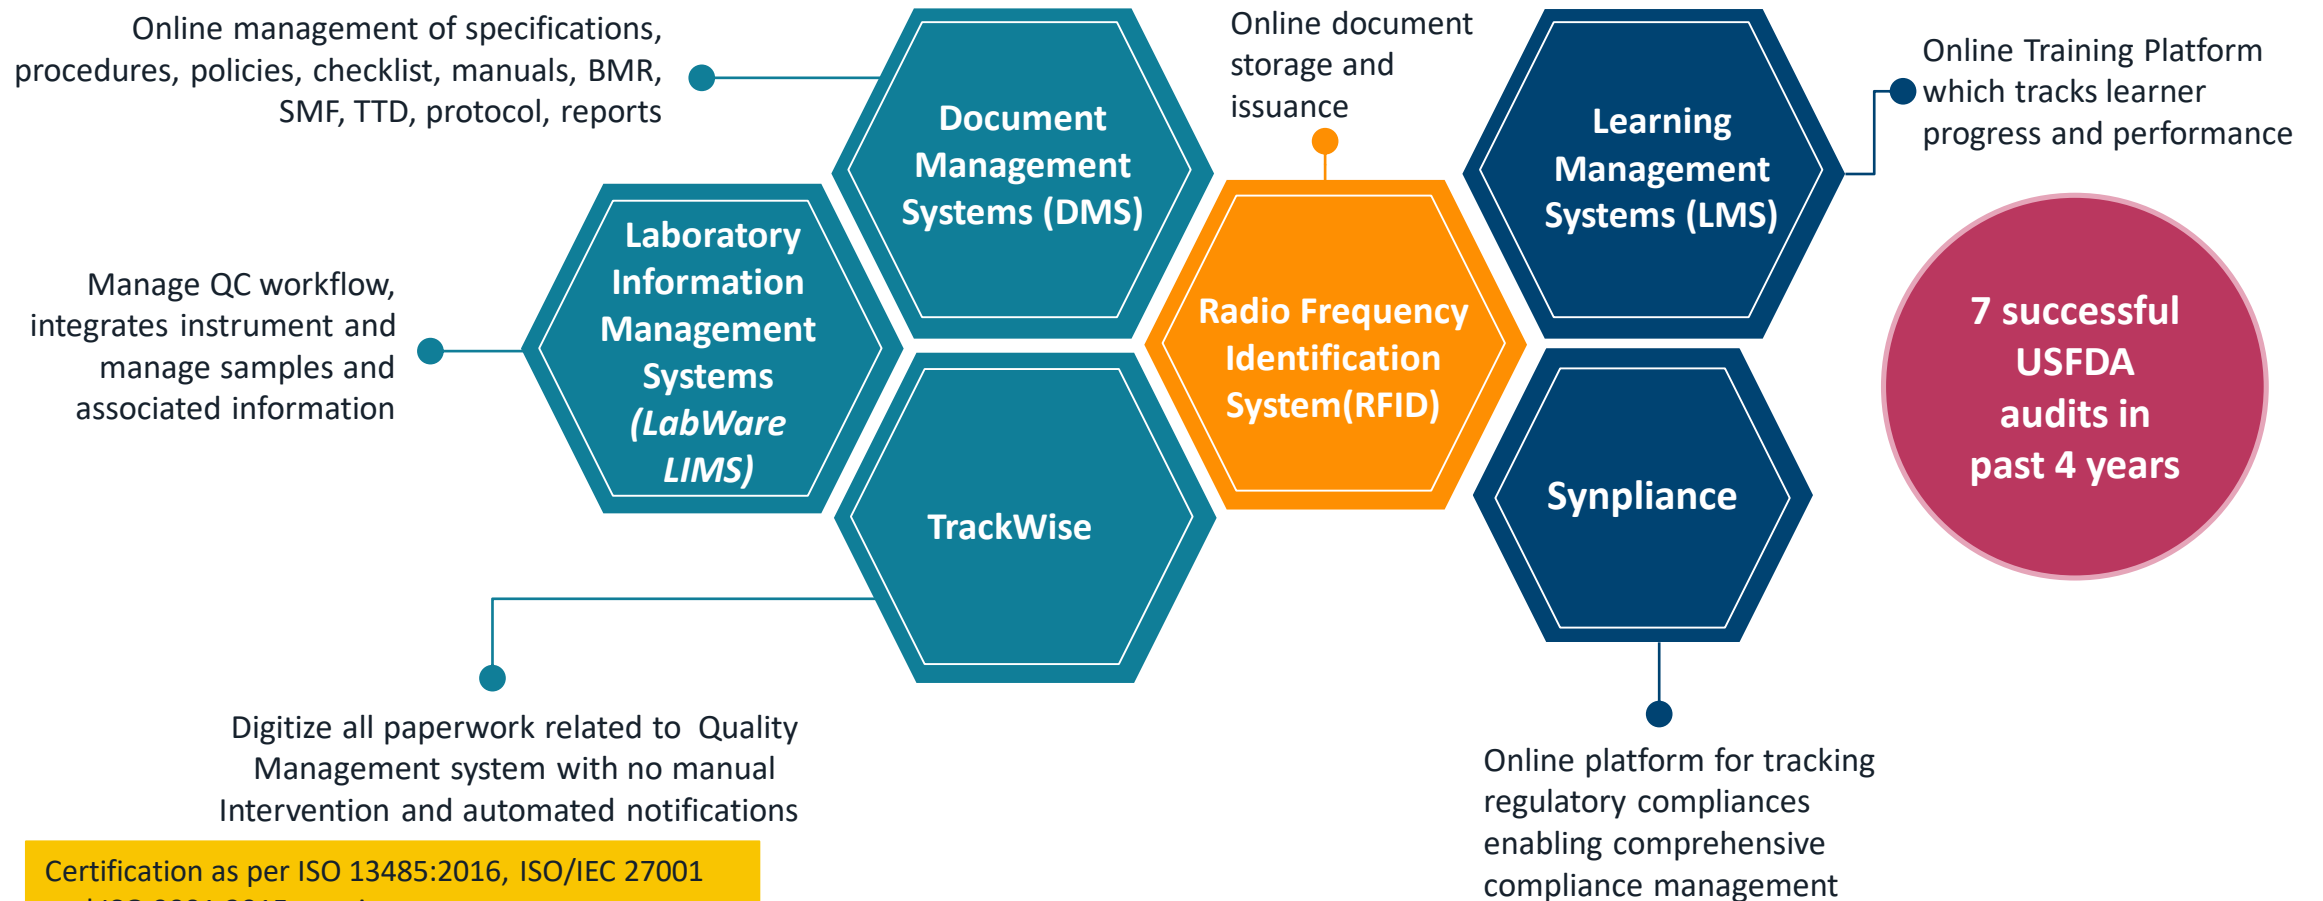 Online management of specifications,
procedures, policies, checklist, manuals, BMR,
SMF, TTD, protocol, reports
Document
Management
Systems (DMS)
Online document
storage and
issuance
Learning
Management
Systems (LMS)
Online Training Platform
which tracks learner
progress and performance
Manage QC workflow,
integrates instrument and
manage samples and
associated information
Laboratory
Information
Management
Systems
(LabWare
LIMS)
Radio Frequency
Identification
System(RFID)
7 successful
USFDA
audits in
past 4 years
TrackWise
Synpliance
Digitize all paperwork related to Quality
Management system with no manual
Intervention and automated notifications
Online platform for tracking
regulatory compliances
enabling comprehensive
compliance management
Certification as per ISO 13485:2016, ISO/IEC 27001